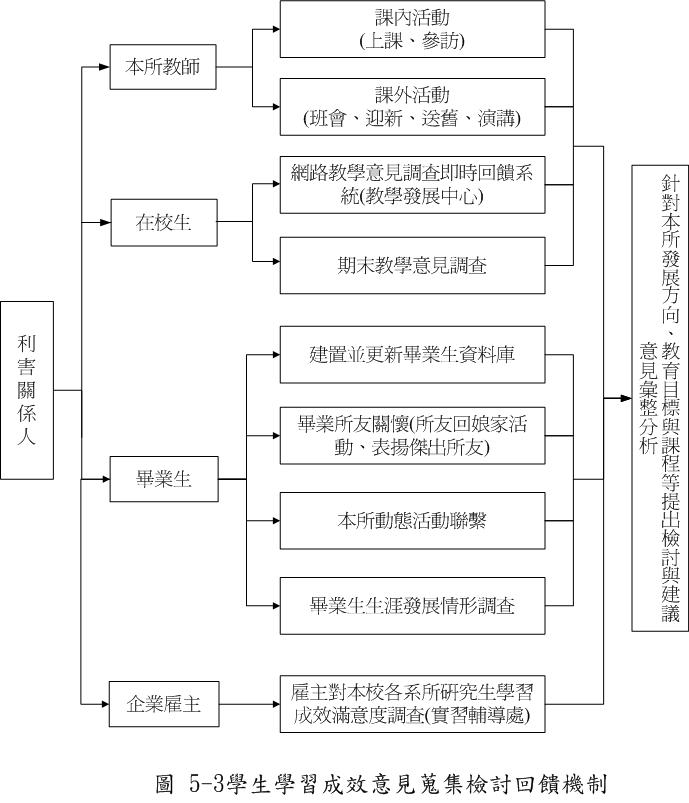 利害關係人
本所教師
課內活動
(上課、參訪)
課外活動
(班會、迎新、送舊、演講)
在校生
網路教學意見調查即時回饋系
統(教學發展中心)
期末教學意見調查
畢業生
建置並更新畢業生資料庫
畢業所友關懷(所友回娘家活
動、表揚傑出所友)
本所動態活動聯繫
畢業生生涯發展情形調查
企業雇主
雇主對本校各系所研究生學習
成效滿意度調查(實習輔導處)
針對本所發展方向、教育目標與課程等提出檢討與建議
意見彙整分析
圖 5-3學生學習成效意見蒐集檢討回饋機制